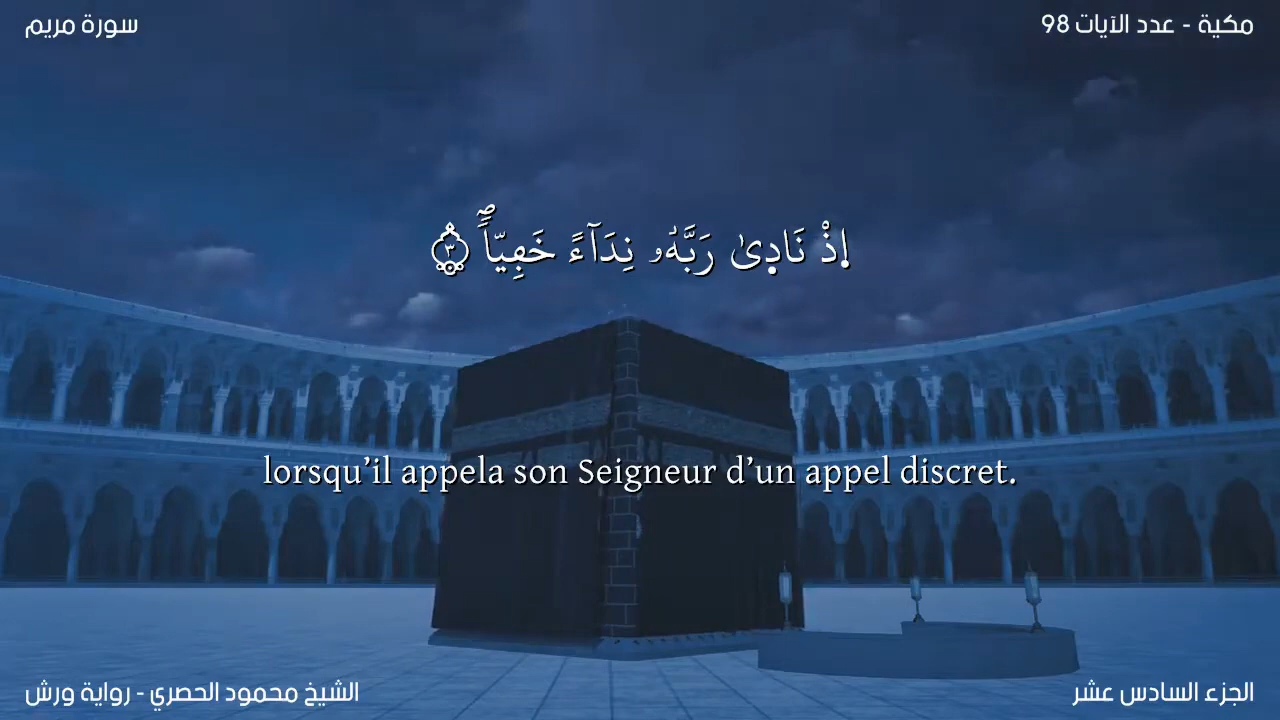 سورة مريم
مكية - عدد الآيات 98
اِذْ نَادٖىٰ رَبَّهُۥ نِدَآءً خَفِيّاٗۖ ۝٣
lorsqu’il appela son Seigneur d’un appel discret.
الشيخ محمود الحصري - رواية ورش
الجزء السادس عشر